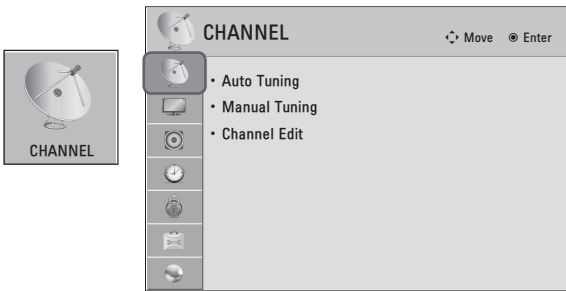 CHANNEL
CHANNEL Move Enter
• Auto Tuning
• Manual Tuning
• Channel Edit